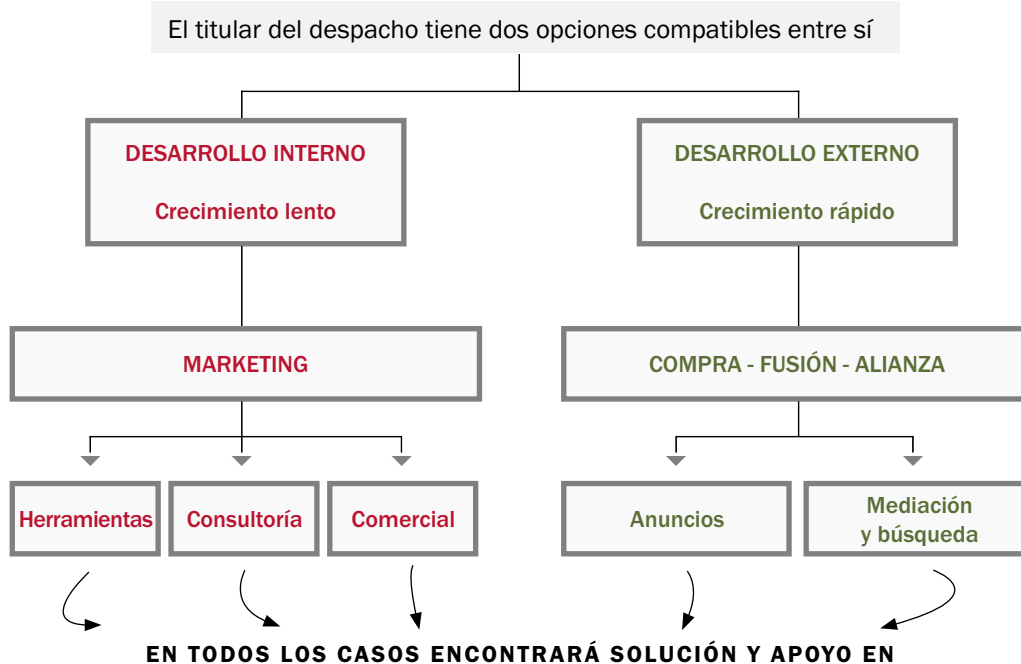 El titular del despacho tiene dos opciones compatibles entre sí
DESARROLLO INTERNO
Crecimiento lento
DESARROLLO EXTERNO
Crecimiento rápido
MARKETING
COMPRA - FUSIÓN - ALIANZA
Herramientas
Consultoría
Comercial
Anuncios
Mediación
y búsqueda
EN TODOS LOS CASOS ENCONTRARÁ SOLUCIÓN Y APOYO EN